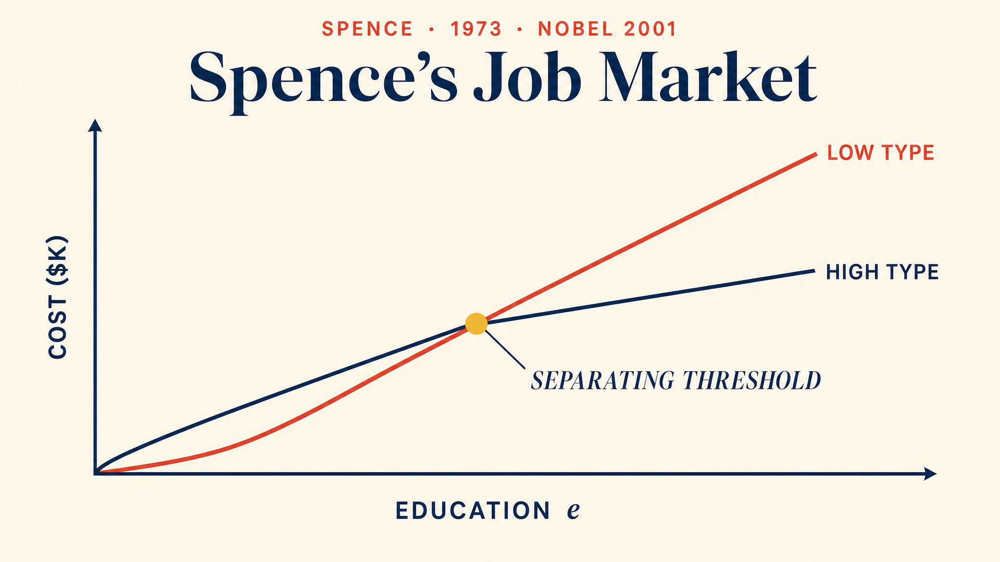 SPENCE · 1973 · NOBEL 2001
Spence’s Job Market
LOW TYPE
HIGH TYPE
COST ($K)
SEPARATING THRESHOLD
EDUCATION e